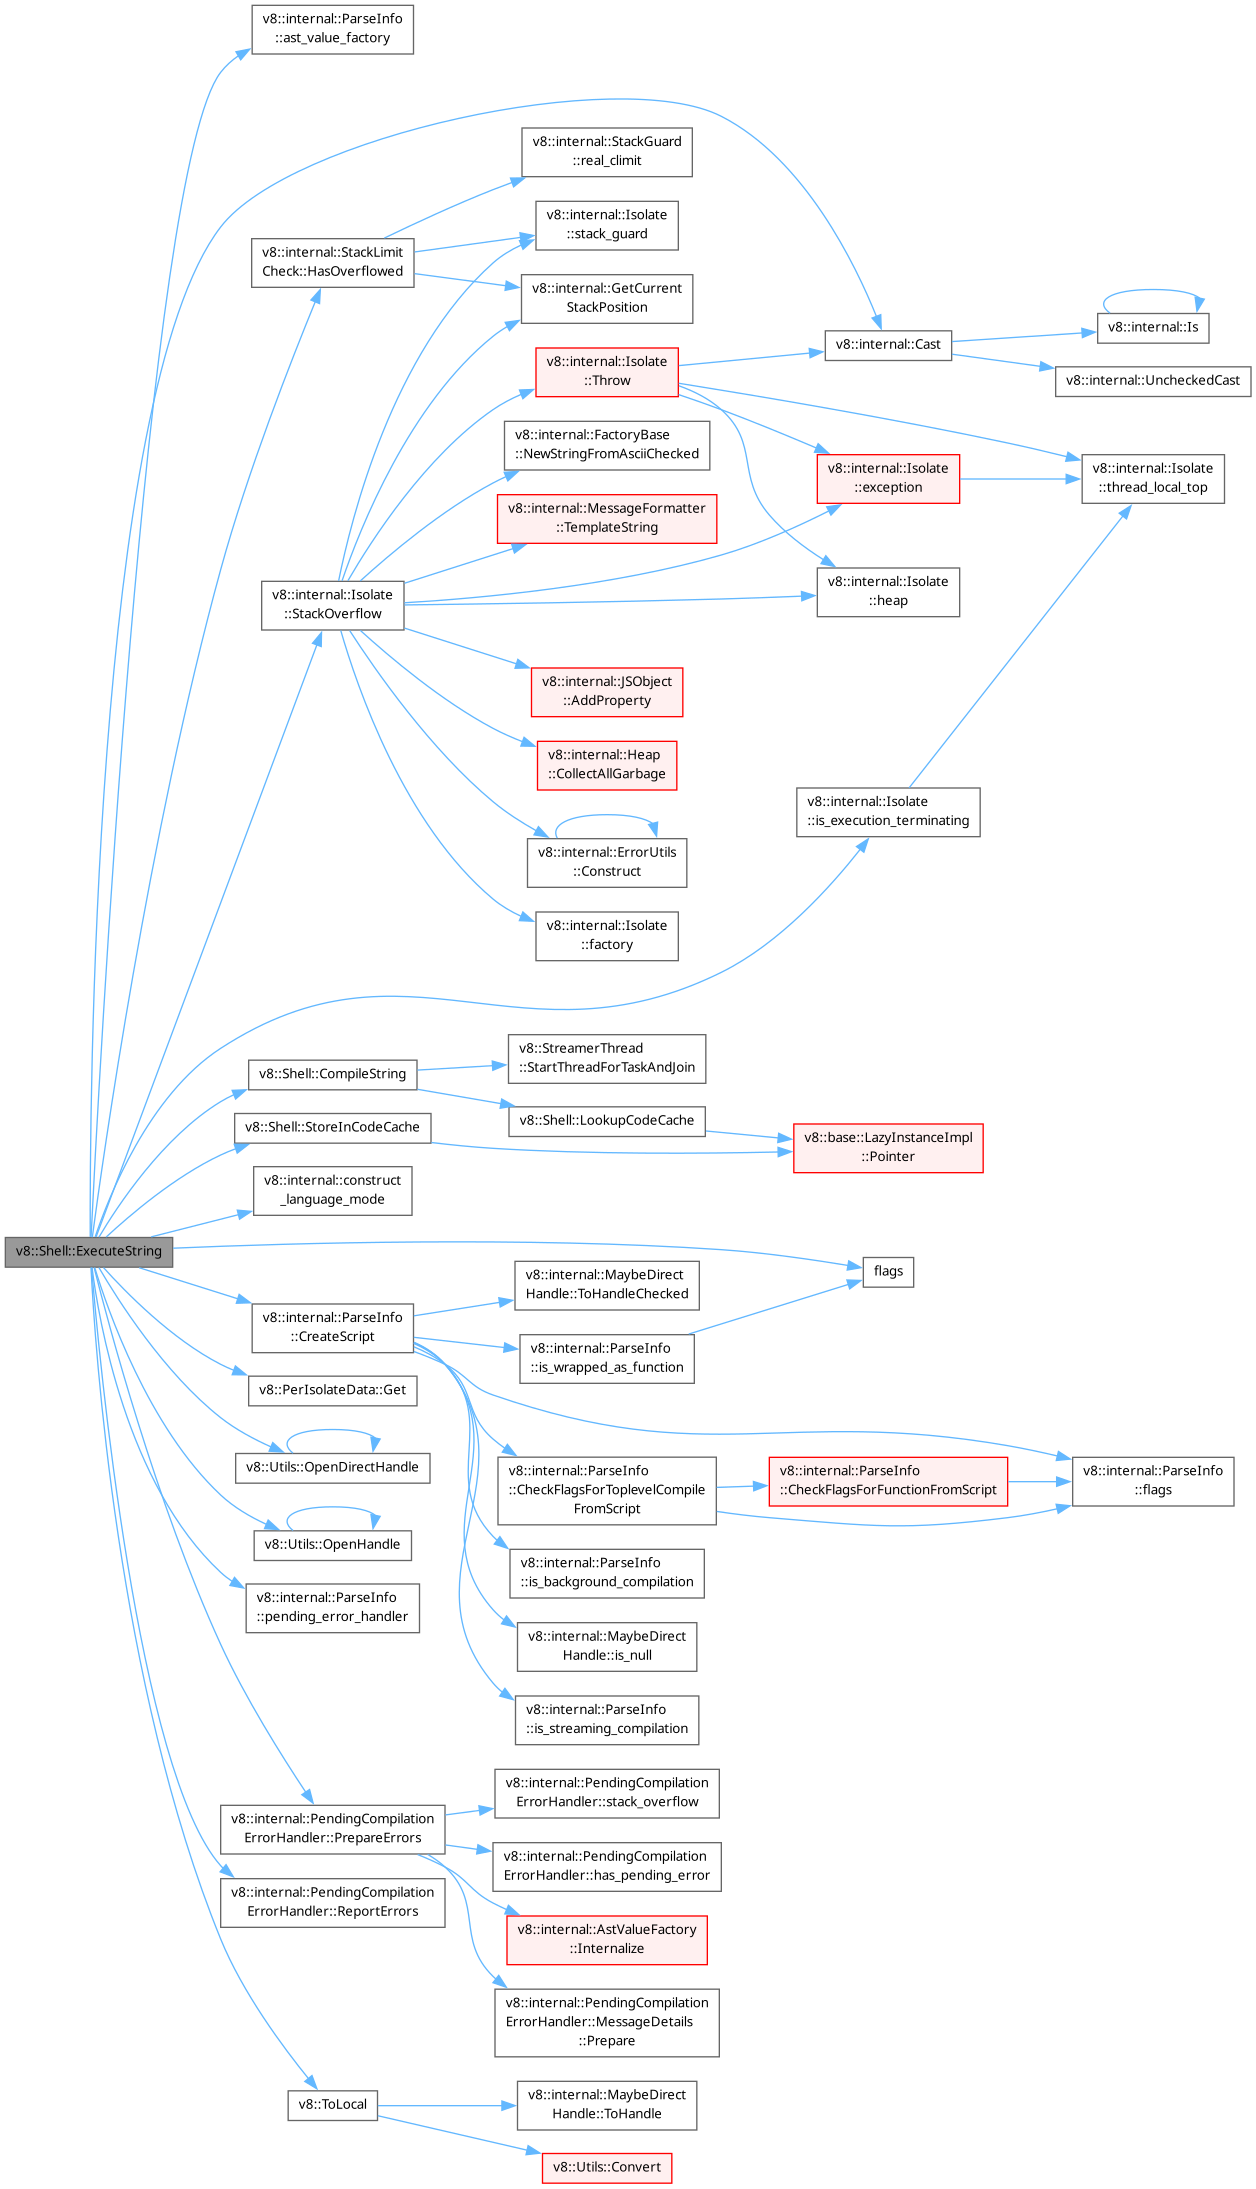 v8::internal::ParseInfo
::ast_value_factory
v8::internal::StackGuard
::real_climit
v8::internal::Isolate
::stack_guard
v8::internal::StackLimit
Check::HasOverflowed
v8::internal::GetCurrent
StackPosition
v8::internal::Is
v8::internal::Cast
v8::internal::Isolate
::Throw
v8::internal::UncheckedCast
v8::internal::FactoryBase
::NewStringFromAsciiChecked
v8::internal::Isolate
::exception
v8::internal::Isolate
::thread_local_top
v8::internal::MessageFormatter
::TemplateString
v8::internal::Isolate
::StackOverflow
v8::internal::Isolate
::heap
v8::internal::JSObject
::AddProperty
v8::internal::Heap
::CollectAllGarbage
v8::internal::Isolate
::is_execution_terminating
v8::internal::ErrorUtils
::Construct
v8::internal::Isolate
::factory
v8::StreamerThread
::StartThreadForTaskAndJoin
v8::Shell::CompileString
v8::Shell::LookupCodeCache
v8::Shell::StoreInCodeCache
v8::base::LazyInstanceImpl
::Pointer
v8::internal::construct
_language_mode
v8::Shell::ExecuteString
flags
v8::internal::MaybeDirect
Handle::ToHandleChecked
v8::internal::ParseInfo
::CreateScript
v8::internal::ParseInfo
::is_wrapped_as_function
v8::PerIsolateData::Get
v8::Utils::OpenDirectHandle
v8::internal::ParseInfo
::CheckFlagsForToplevelCompile
FromScript
v8::internal::ParseInfo
::CheckFlagsForFunctionFromScript
v8::internal::ParseInfo
::flags
v8::Utils::OpenHandle
v8::internal::ParseInfo
::is_background_compilation
v8::internal::ParseInfo
::pending_error_handler
v8::internal::MaybeDirect
Handle::is_null
v8::internal::ParseInfo
::is_streaming_compilation
v8::internal::PendingCompilation
ErrorHandler::stack_overflow
v8::internal::PendingCompilation
ErrorHandler::PrepareErrors
v8::internal::PendingCompilation
ErrorHandler::has_pending_error
v8::internal::PendingCompilation
ErrorHandler::ReportErrors
v8::internal::AstValueFactory
::Internalize
v8::internal::PendingCompilation
ErrorHandler::MessageDetails
::Prepare
v8::ToLocal
v8::internal::MaybeDirect
Handle::ToHandle
v8::Utils::Convert